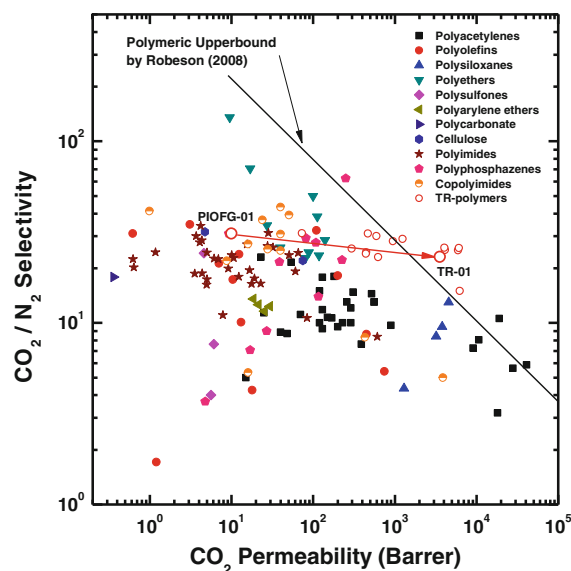 Polymeric Upperbound
by Robeson (2008)
Polyacetylenes
Polyolefins
Polysiloxanes
Polyethers
Polysulfones
Polyarylene ethers
Polycarbonate
Cellulose
Polyimides
Polyphosphazenes
Copolyimides
TR-polymers
PIOFG-01
TR-01
CO₂ / N₂ Selectivity
10²
10¹
10⁰
10⁰ 10¹ 10² 10³ 10⁴ 10⁵
CO₂ Permeability (Barrer)